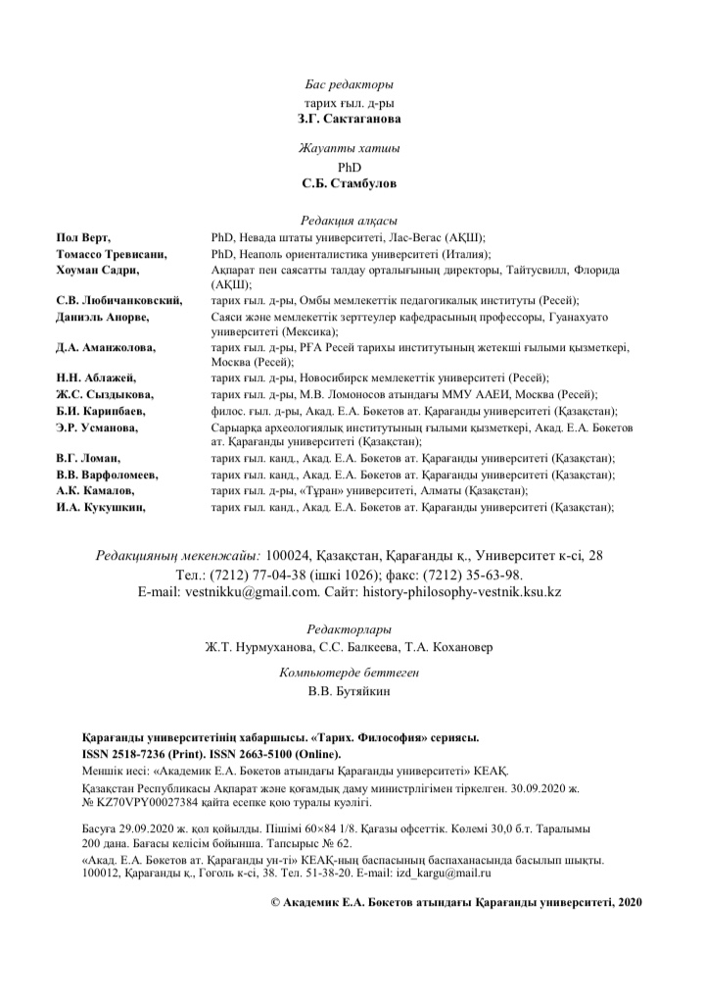 Бас редакторы
тарих ғыл. д-ры
З.Г. Сактаганова
Жауапты хатшы
PhD
С.Б. Стамбулов
Редакция алқасы
Пол Верт, PhD, Невада штаты университеті, Лас-Вегас (АҚШ);
Томассо Тревисани, PhD, Неаполь ориенталистика университеті (Италия);
Хоуман Садри, Ақпарат пен саясатты талдау орталығының директоры, Тайтусвилл, Флорида
(АҚШ);
С.В. Любичанковский, тарих ғыл. д-ры, Омбы мемлекеттік педагогикалық институты (Ресей);
Даниэль Анорве, Саяси және мемлекеттік зерттеулер кафедрасының профессоры, Гуанахуато
университеті (Мексика);
Д.А. Аманжолова, тарих ғыл. д-ры, РҒА Ресей тарихы институтының жетекші ғылыми қызметкері,
Москва (Ресей);
Н.Н. Аблажей, тарих ғыл. д-ры, Новосибирск мемлекеттік университеті (Ресей);
Ж.С. Сыздыкова, тарих ғыл. д-ры, М.В. Ломоносов атындағы ММУ ААЕИ, Москва (Ресей);
Б.И. Карипбаев, филос. ғыл. д-ры, Акад. Е.А. Бөкетов ат. Қарағанды университеті (Қазақстан);
Э.Р. Усманова, Сарыарқа археологиялық институтының ғылыми қызметкері, Акад. Е.А. Бөкетов
ат. Қарағанды университеті (Қазақстан);
В.Г. Ломан, тарих ғыл. канд., Акад. Е.А. Бөкетов ат. Қарағанды университеті (Қазақстан);
В.В. Варфоломеев, тарих ғыл. канд., Акад. Е.А. Бөкетов ат. Қарағанды университеті (Қазақстан);
А.К. Камалов, тарих ғыл. д-ры, «Тұран» университеті, Алматы (Қазақстан);
И.А. Кукушкин, тарих ғыл. канд., Акад. Е.А. Бөкетов ат. Қарағанды университеті (Қазақстан);
Редакцияның мекенжайы: 100024, Қазақстан, Қарағанды қ., Университет к-сі, 28
Тел.: (7212) 77-04-38 (ішкі 1026); факс: (7212) 35-63-98.
E-mail: vestnikku@gmail.com. Сайт: history-philosophy-vestnik.ksu.kz
Редакторлары
Ж.Т. Нурмуханова, С.С. Балкеева, Т.А. Кохановер
Компьютерде беттеген
В.В. Бутяйкин
Қарағанды университетінің хабаршысы. «Тарих. Философия» сериясы.
ISSN 2518-7236 (Print). ISSN 2663-5100 (Online).
Меншік иесі: «Академик Е.А. Бөкетов атындағы Қарағанды университеті» КЕАҚ.
Қазақстан Республикасы Ақпарат және қоғамдық даму министрлігімен тіркелген. 30.09.2020 ж.
№ KZ70VPY00027384 қайта есепке қою туралы куәлігі.
Басуға 29.09.2020 ж. қол қойылды. Пішімі 60×84 1/8. Қағазы офсеттік. Көлемі 30,0 б.т. Таралымы
200 дана. Бағасы келісім бойынша. Тапсырыс № 62.
«Акад. Е.А. Бөкетов ат. Қарағанды ун-ті» КЕАҚ-ның баспасының баспаханасында басылып шықты.
100012, Қарағанды қ., Гоголь к-сі, 38. Тел. 51-38-20. E-mail: izd_kargu@mail.ru
© Академик Е.А. Бөкетов атындағы Қарағанды университеті, 2020